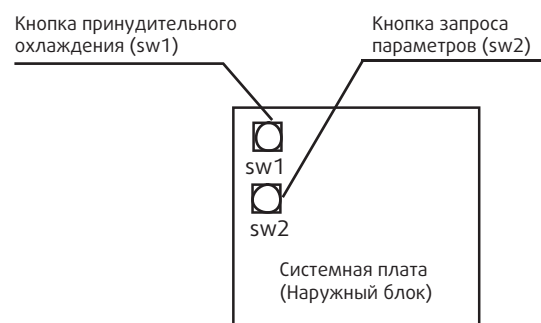 Кнопка принудительного
охлаждения (sw1)
Кнопка запроса
параметров (sw2)
sw1
sw2
Системная плата
(Наружный блок)